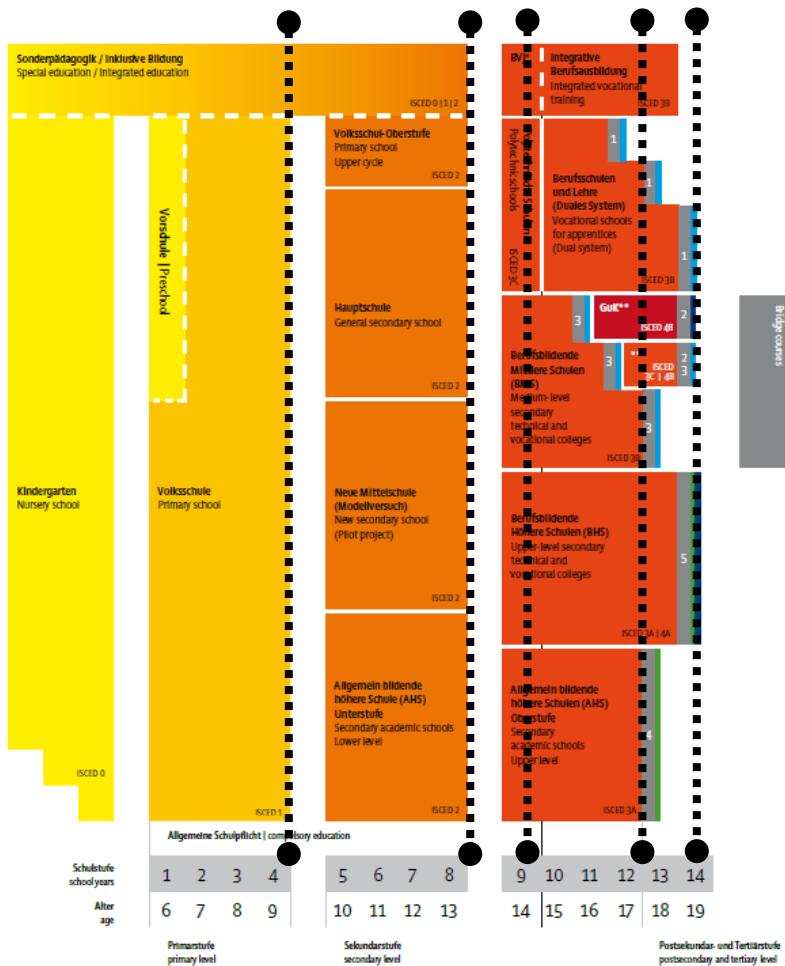 Sonderpädagogik / Inklusive Bildung
Special education / Integrated education
ISCED 0 | 1 | 2
Kindergarten
Nursery school
ISCED 0
Vorschule | Preschool
Volksschule
Primary school
ISCED 1
Volksschul-Oberstufe
Primary school
Upper cycle
ISCED 2
Hauptschule
General secondary school
ISCED 2
Neue Mittelschule
(Modellversuch)
New secondary school
(Pilot project)
ISCED 2
Allgemein bildende
höhere Schule (AHS)
Unterstufe
Secondary academic schools
Lower level
ISCED 2
BVJ*
Integrative
Berufsausbildung
Integrated vocational
training
ISCED 3B
Polytechnische Schulen
Polytechnic schools
ISCED 3C
Berufsschulen
und Lehre
(Duales System)
Vocational schools
for apprentices
(Dual system)
ISCED 3B
1
1
1
Berufsbildende
Mittlere Schulen
(BMS)
Medium-level
secondary
technical and
vocational colleges
ISCED 3B
3
3
3
GuK**
ISCED 4B
2
**
ISCED
3C | 4B
2
3
Berufsbildende
Höhere Schulen (BHS)
Upper-level secondary
technical and
vocational colleges
ISCED 3A | 4A
5
Allgemein bildende
höhere Schulen (AHS)
Oberstufe
Secondary
academic schools
Upper level
ISCED 3A
4
Bridge courses
Allgemeine Schulpflicht | compulsory education
Schulstufe
school years
1 2 3 4 5 6 7 8 9 10 11 12 13 14
Alter
age
6 7 8 9 10 11 12 13 14 15 16 17 18 19
Primarstufe
primary level
Sekundarstufe
secondary level
Postsekundar- und Tertiärstufe
postsecondary and tertiary level